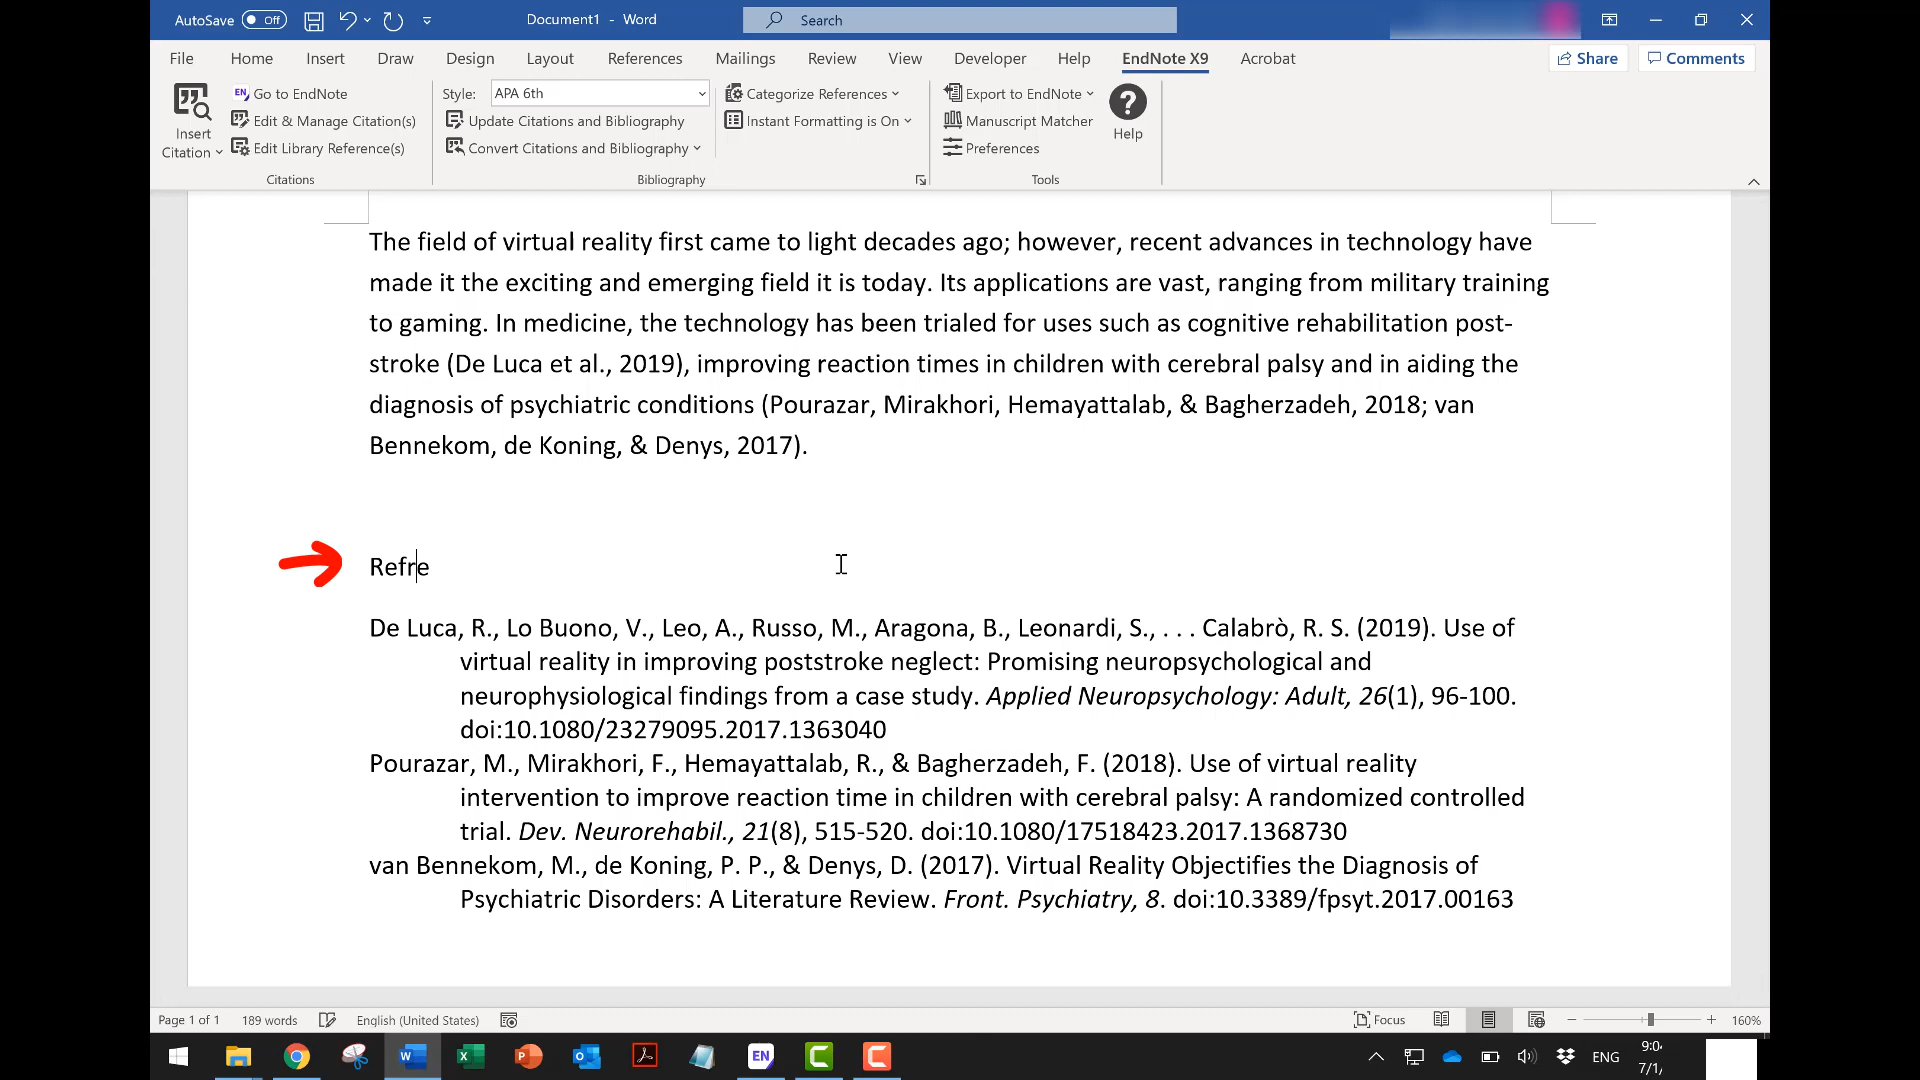 AutoSave Off Document1 - Word Search
File Home Insert Draw Design Layout References Mailings Review View Developer Help EndNote X9 Acrobat Share Comments
Insert Citation
EN Go to EndNote
Edit & Manage Citation(s)
Edit Library Reference(s)
Citations
Style: APA 6th
Update Citations and Bibliography
Convert Citations and Bibliography
Categorize References
Instant Formatting is On
Bibliography
Export to EndNote
Manuscript Matcher
Preferences
Help
Tools
The field of virtual reality first came to light decades ago; however, recent advances in technology have
made it the exciting and emerging field it is today. Its applications are vast, ranging from military training
to gaming. In medicine, the technology has been trialed for uses such as cognitive rehabilitation post-
stroke (De Luca et al., 2019), improving reaction times in children with cerebral palsy and in aiding the
diagnosis of psychiatric conditions (Pourazar, Mirakhori, Hemayattalab, & Bagherzadeh, 2018; van
Bennekom, de Koning, & Denys, 2017).
Refre
De Luca, R., Lo Buono, V., Leo, A., Russo, M., Aragona, B., Leonardi, S., . . . Calabrò, R. S. (2019). Use of
virtual reality in improving poststroke neglect: Promising neuropsychological and
neurophysiological findings from a case study. Applied Neuropsychology: Adult, 26(1), 96-100.
doi:10.1080/23279095.2017.1363040
Pourazar, M., Mirakhori, F., Hemayattalab, R., & Bagherzadeh, F. (2018). Use of virtual reality
intervention to improve reaction time in children with cerebral palsy: A randomized controlled
trial. Dev. Neurorehabil., 21(8), 515-520. doi:10.1080/17518423.2017.1368730
van Bennekom, M., de Koning, P. P., & Denys, D. (2017). Virtual Reality Objectifies the Diagnosis of
Psychiatric Disorders: A Literature Review. Front. Psychiatry, 8. doi:10.3389/fpsyt.2017.00163
Page 1 of 1 189 words English (United States) Focus 160%
EN ENG 9:0
7/1/